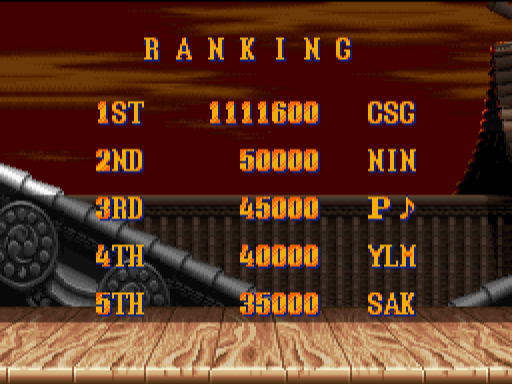 RANKING
1ST 1111600 CSG
2ND 50000 NIN
3RD 45000 P♪
4TH 40000 YLM
5TH 35000 SAK